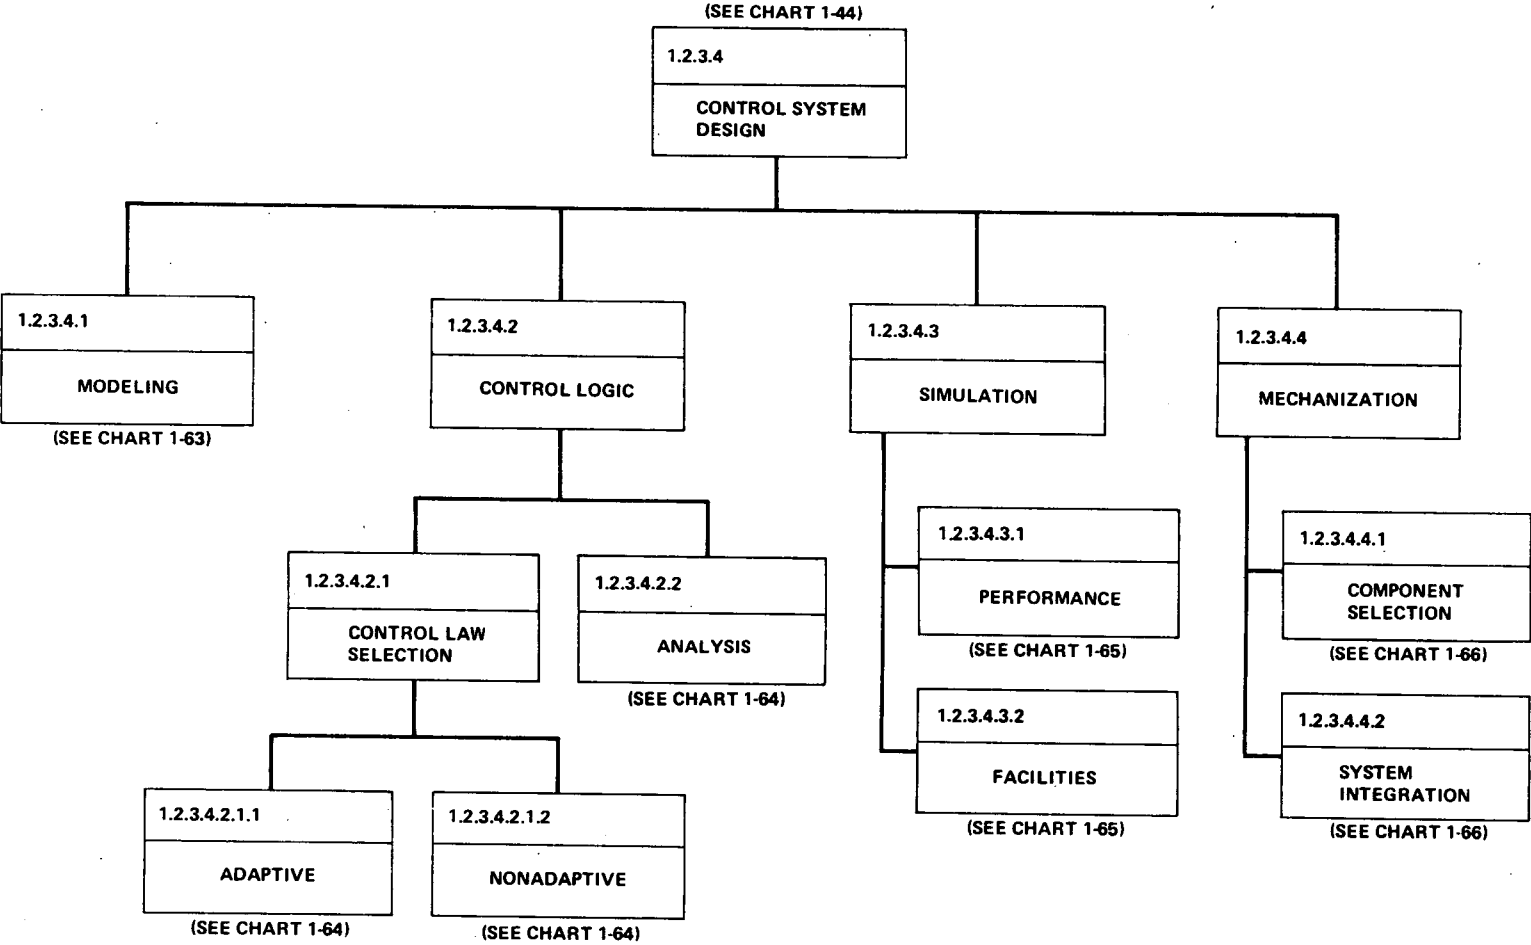 (SEE CHART 1-44)
1.2.3.4
CONTROL SYSTEM
DESIGN
1.2.3.4.1
MODELING
(SEE CHART 1-63)
1.2.3.4.2
CONTROL LOGIC
1.2.3.4.3
SIMULATION
1.2.3.4.4
MECHANIZATION
1.2.3.4.2.1
CONTROL LAW
SELECTION
1.2.3.4.2.2
ANALYSIS
(SEE CHART 1-64)
1.2.3.4.3.1
PERFORMANCE
(SEE CHART 1-65)
1.2.3.4.4.1
COMPONENT
SELECTION
(SEE CHART 1-66)
1.2.3.4.3.2
FACILITIES
(SEE CHART 1-65)
1.2.3.4.4.2
SYSTEM
INTEGRATION
(SEE CHART 1-66)
1.2.3.4.2.1.1
ADAPTIVE
(SEE CHART 1-64)
1.2.3.4.2.1.2
NONADAPTIVE
(SEE CHART 1-64)